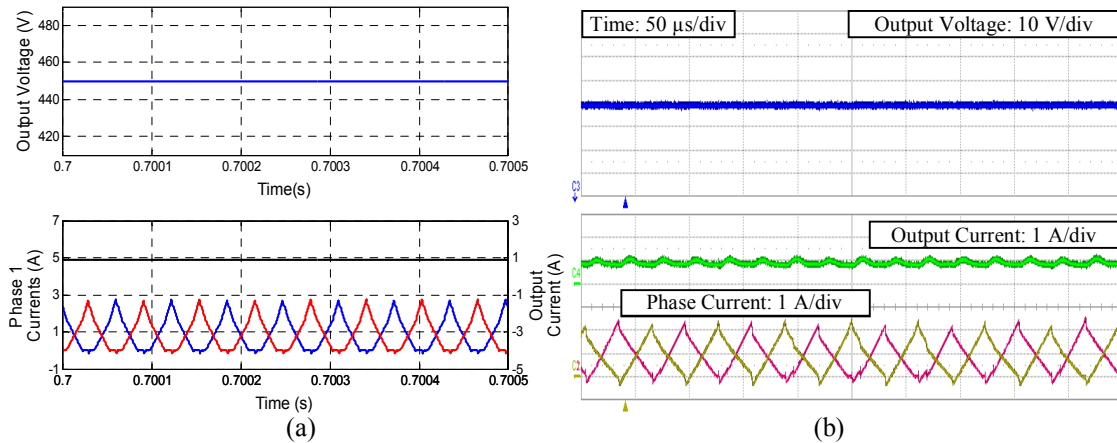 Output Voltage (V)
480
460
440
420
0.7 0.7001 0.7002 0.7003 0.7004 0.7005
Time(s)
Phase 1
Currents (A)
7
5
3
1
-1
3
1
-1
-3
-5
Output
Current (A)
0.7 0.7001 0.7002 0.7003 0.7004 0.7005
Time (s)
(a)
Time: 50 µs/div
Output Voltage: 10 V/div
C3
Output Current: 1 A/div
C4
Phase Current: 1 A/div
C2
(b)